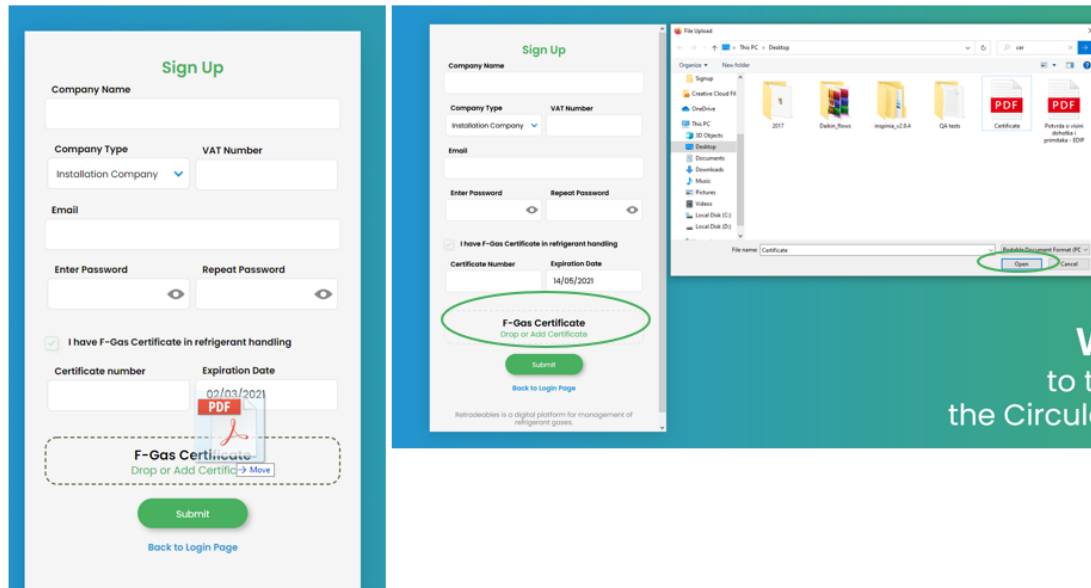 Sign Up
Company Name
Company Type VAT Number
Installation Company
Email
Enter Password Repeat Password
I have F-Gas Certificate in refrigerant handling
Certificate number Expiration Date
02/03/2021
PDF
F-Gas Certificate
Drop or Add Certific
→ Move
Submit
Back to Login Page
Sign Up
Company Name
Company Type VAT Number
Installation Company
Email
Enter Password Repeat Password
I have F-Gas Certificate in refrigerant handling
Certificate Number Expiration Date
14/05/2021
F-Gas Certificate
Drop or Add Certificate
Submit
Back to Login Page
Retradeables is a digital platform for management of
refrigerant gases.
File Upload
This PC > Desktop
cer
Organize New folder
Signup
Creative Cloud Fil
OneDrive
This PC
3D Objects
Desktop
Documents
Downloads
Music
Pictures
Videos
Local Disk (C:)
Local Disk (D:)
2017
Daikin_flows
inspinia_v2.9.4
QA tests
PDF
Certificate
PDF
Potvrda o visini
dohotka i
primitaka - EDIP
File name: Certificate
Portable Document Format (PC
Open Cancel
W
to t
the Circul